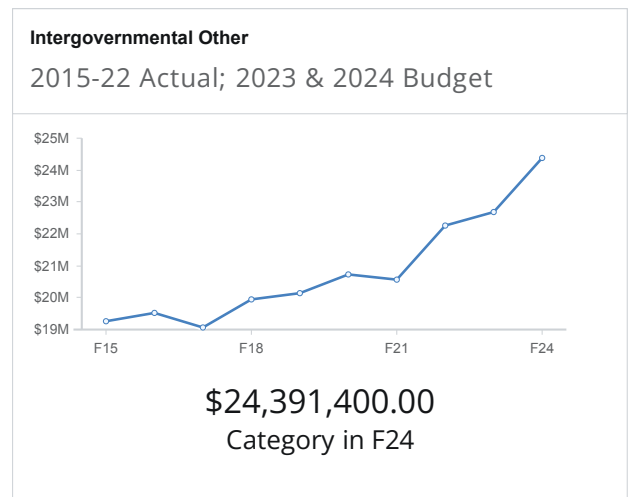 Intergovernmental Other
2015-22 Actual; 2023 & 2024 Budget
$25M
$24M
$23M
$22M
$21M
$20M
$19M
F15 F18 F21 F24
$24,391,400.00
Category in F24